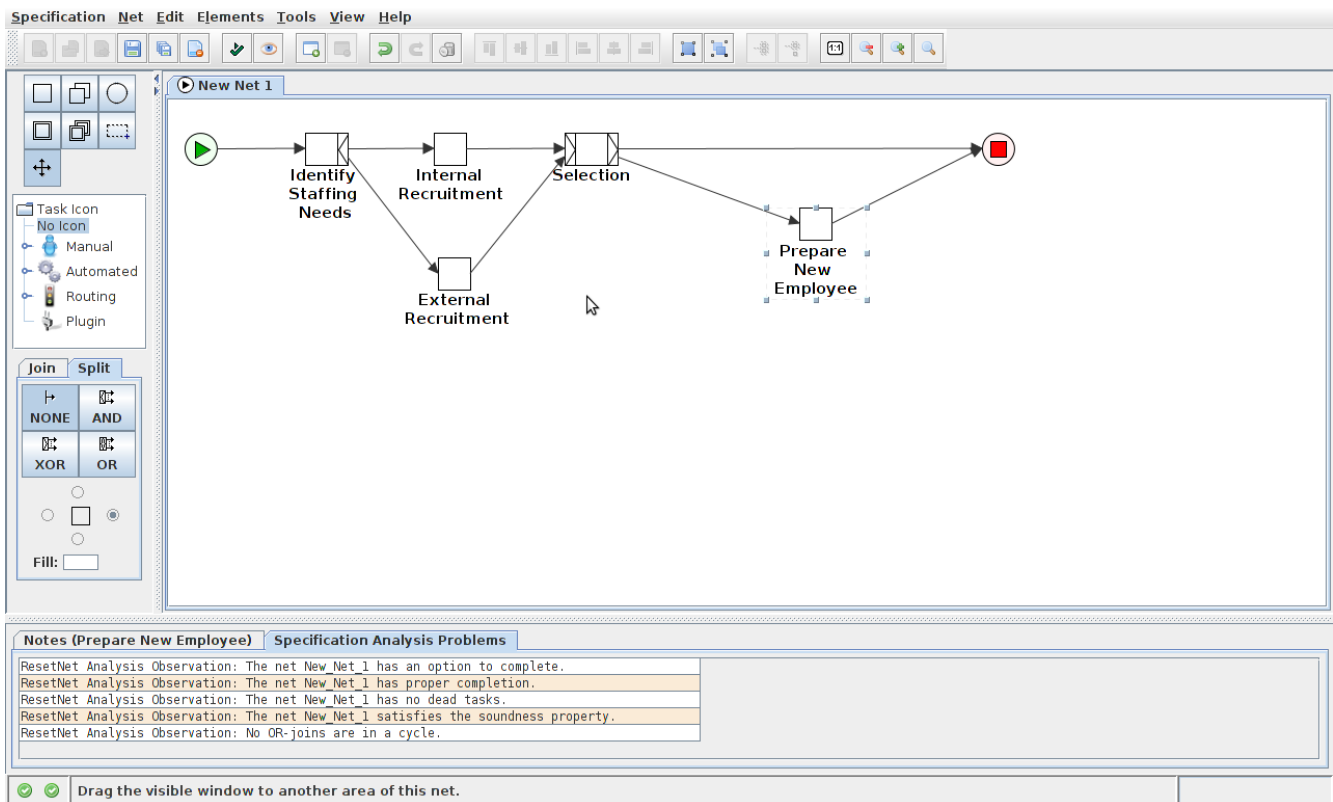 Specification Net Edit Elements Tools View Help
1:1
New Net 1
Identify
Staffing
Needs
Internal
Recruitment
Selection
External
Recruitment
Prepare
New
Employee
Task Icon
No Icon
Manual
Automated
Routing
Plugin
Join Split
NONE AND
XOR OR
Fill:
Notes (Prepare New Employee) Specification Analysis Problems
ResetNet Analysis Observation: The net New_Net_1 has an option to complete.
ResetNet Analysis Observation: The net New_Net_1 has proper completion.
ResetNet Analysis Observation: The net New_Net_1 has no dead tasks.
ResetNet Analysis Observation: The net New_Net_1 satisfies the soundness property.
ResetNet Analysis Observation: No OR-joins are in a cycle.
Drag the visible window to another area of this net.